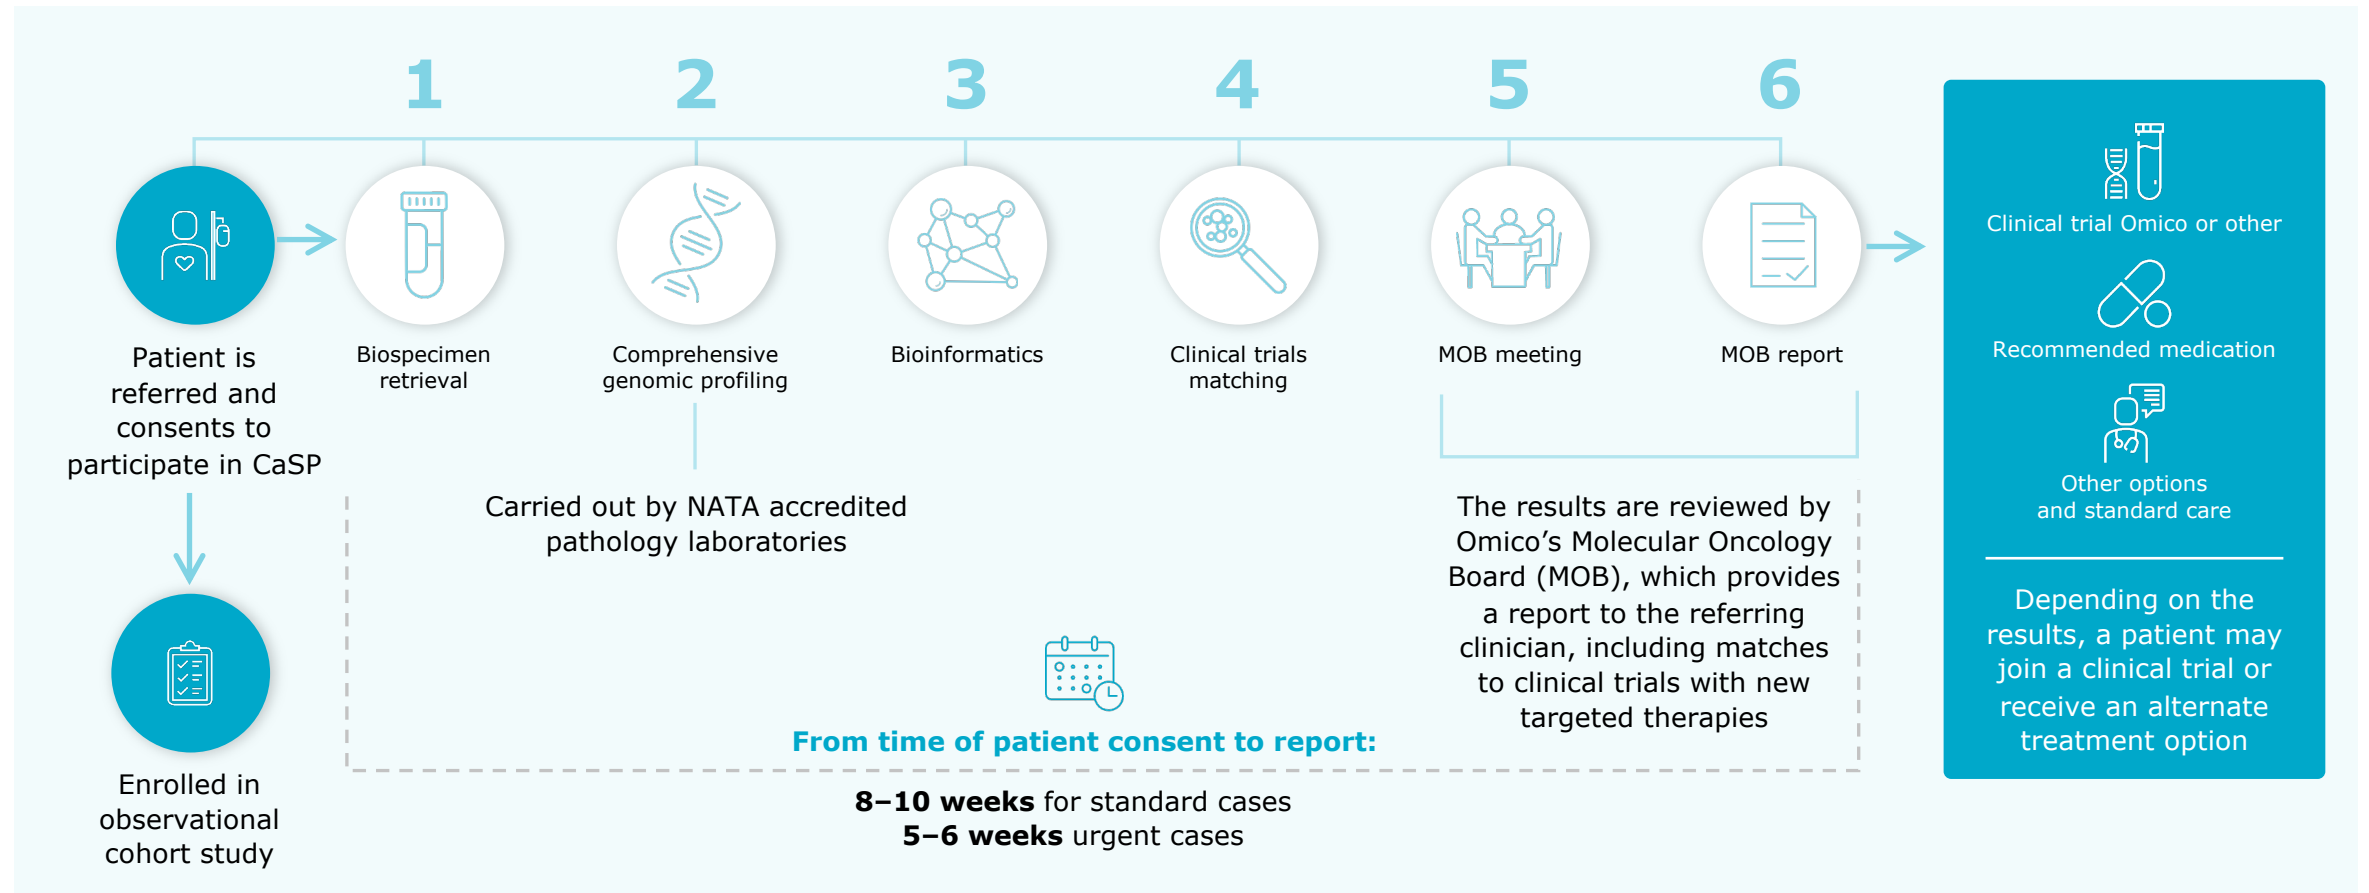 1
2
3
4
5
6
Patient is
referred and
consents to
participate in CaSP
Biospecimen
retrieval
Comprehensive
genomic profiling
Bioinformatics
Clinical trials
matching
MOB meeting
MOB report
Carried out by NATA accredited
pathology laboratories
The results are reviewed by
Omico’s Molecular Oncology
Board (MOB), which provides
a report to the referring
clinician, including matches
to clinical trials with new
targeted therapies
From time of patient consent to report:
8–10 weeks for standard cases
5–6 weeks urgent cases
Enrolled in
observational
cohort study
Clinical trial Omico or other
Recommended medication
Other options
and standard care
Depending on the
results, a patient may
join a clinical trial or
receive an alternate
treatment option